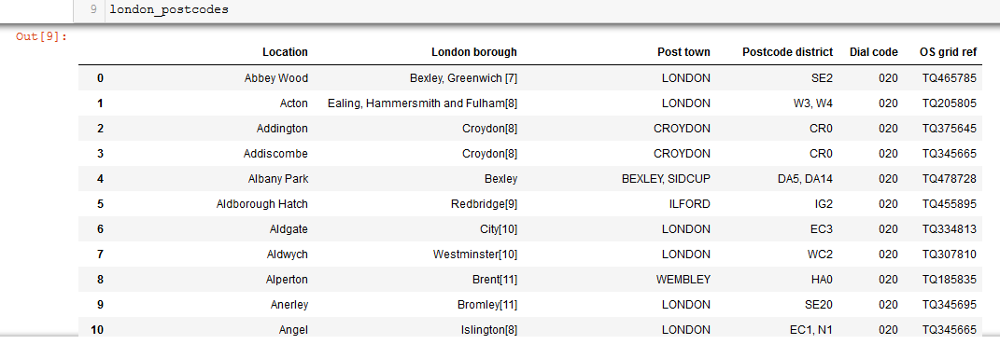 9 london_postcodes
Out[9]:
Location London borough Post town Postcode district Dial code OS grid ref
0 Abbey Wood Bexley, Greenwich [7] LONDON SE2 020 TQ465785
1 Acton Ealing, Hammersmith and Fulham[8] LONDON W3, W4 020 TQ205805
2 Addington Croydon[8] CROYDON CR0 020 TQ375645
3 Addiscombe Croydon[8] CROYDON CR0 020 TQ345665
4 Albany Park Bexley BEXLEY, SIDCUP DA5, DA14 020 TQ478728
5 Aldborough Hatch Redbridge[9] ILFORD IG2 020 TQ455895
6 Aldgate City[10] LONDON EC3 020 TQ334813
7 Aldwych Westminster[10] LONDON WC2 020 TQ307810
8 Alperton Brent[11] WEMBLEY HA0 020 TQ185835
9 Anerley Bromley[11] LONDON SE20 020 TQ345695
10 Angel Islington[8] LONDON EC1, N1 020 TQ345665